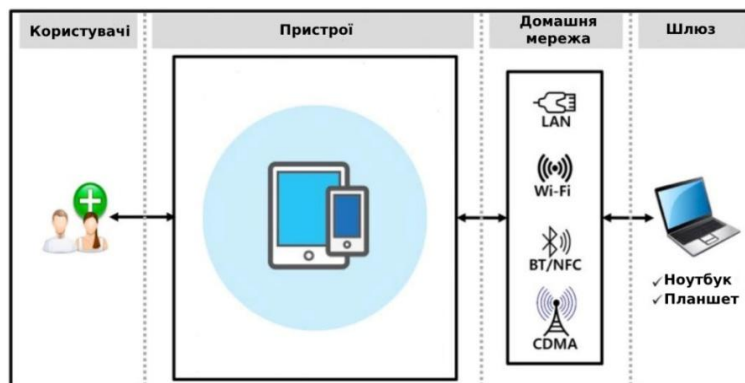 Користувачі
Пристрої
Домашня
мережа
Шлюз
LAN
Wi-Fi
BT/NFC
CDMA
✓Ноутбук
✓Планшет